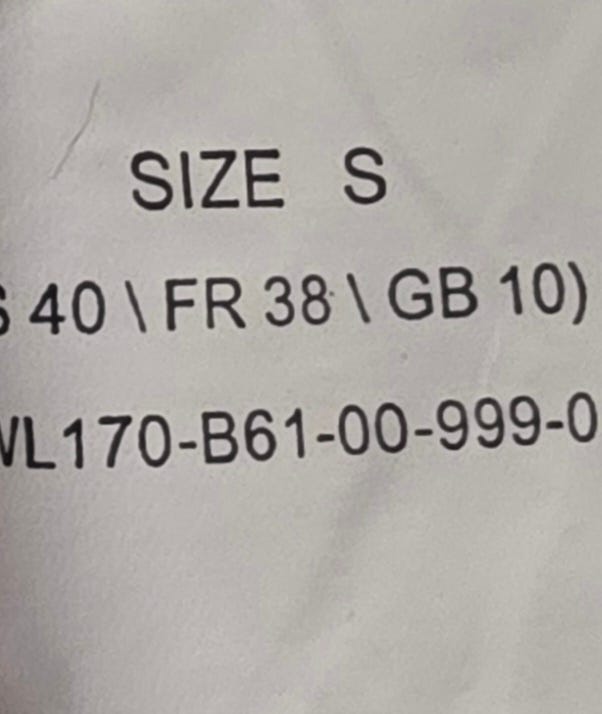 SIZE S
40 \ FR 38 \ GB 10)
L170-B61-00-999-0